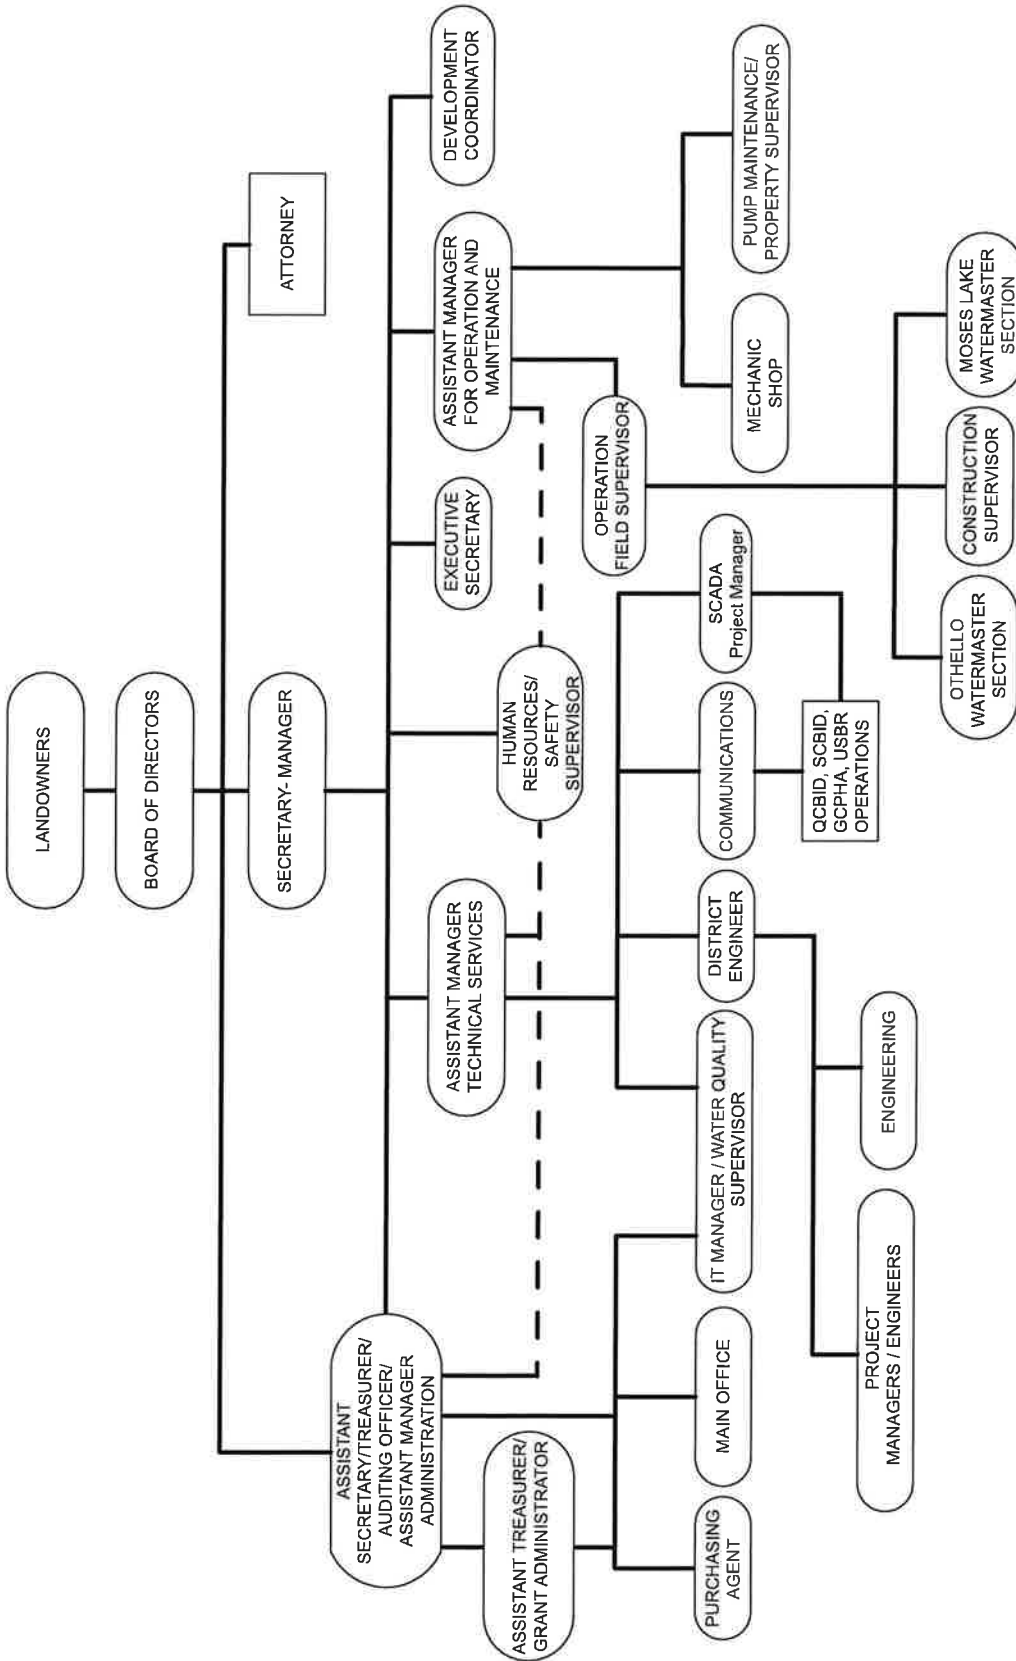 LANDOWNERS
BOARD OF DIRECTORS
ATTORNEY
SECRETARY- MANAGER
ASSISTANT
SECRETARY/TREASURER/
AUDITING OFFICER/
ASSISTANT MANAGER
ADMINISTRATION
ASSISTANT MANAGER
TECHNICAL SERVICES
HUMAN
RESOURCES/
SAFETY
SUPERVISOR
EXECUTIVE
SECRETARY
ASSISTANT MANAGER
FOR OPERATION AND
MAINTENANCE
DEVELOPMENT
COORDINATOR
ASSISTANT TREASURER/
GRANT ADMINISTRATOR
OPERATION
FIELD SUPERVISOR
PURCHASING
AGENT
MAIN OFFICE
IT MANAGER / WATER QUALITY
SUPERVISOR
DISTRICT
ENGINEER
COMMUNICATIONS
SCADA
Project Manager
MECHANIC
SHOP
PUMP MAINTENANCE/
PROPERTY SUPERVISOR
QCBID, SCBID,
GCPHA, USBR
OPERATIONS
PROJECT
MANAGERS / ENGINEERS
ENGINEERING
OTHELLO
WATERMASTER
SECTION
CONSTRUCTION
SUPERVISOR
MOSES LAKE
WATERMASTER
SECTION